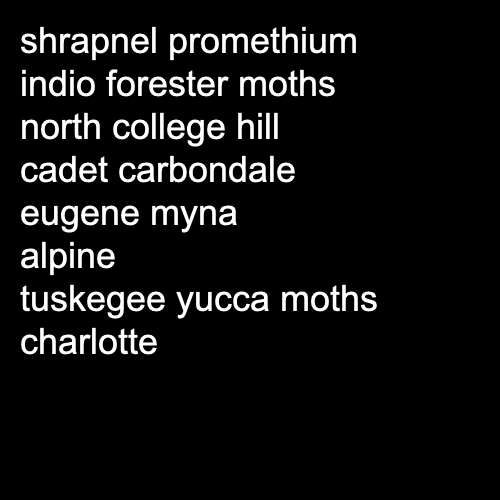 shrapnel promethium
indio forester moths
north college hill
cadet carbondale
eugene myna
alpine
tuskegee yucca moths
charlotte